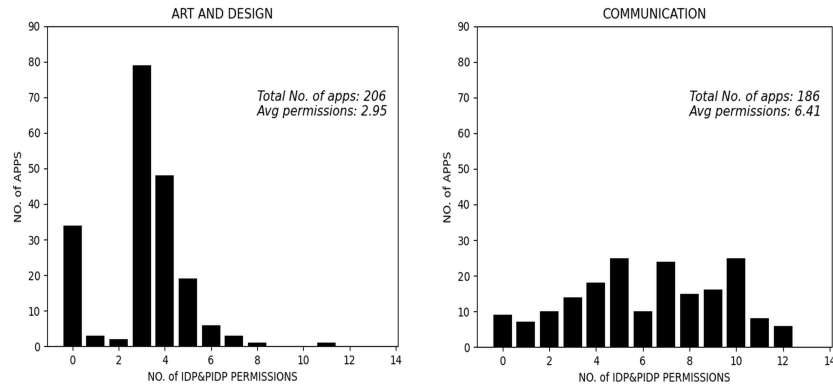 ART AND DESIGN
90
80
70
60
50
40
30
20
10
0
NO. of APPS
Total No. of apps: 206
Avg permissions: 2.95
0 2 4 6 8 10 12 14
NO. of IDP&PIDP PERMISSIONS
COMMUNICATION
90
80
70
60
50
40
30
20
10
0
NO. of APPS
Total No. of apps: 186
Avg permissions: 6.41
0 2 4 6 8 10 12 14
NO. of IDP&PIDP PERMISSIONS